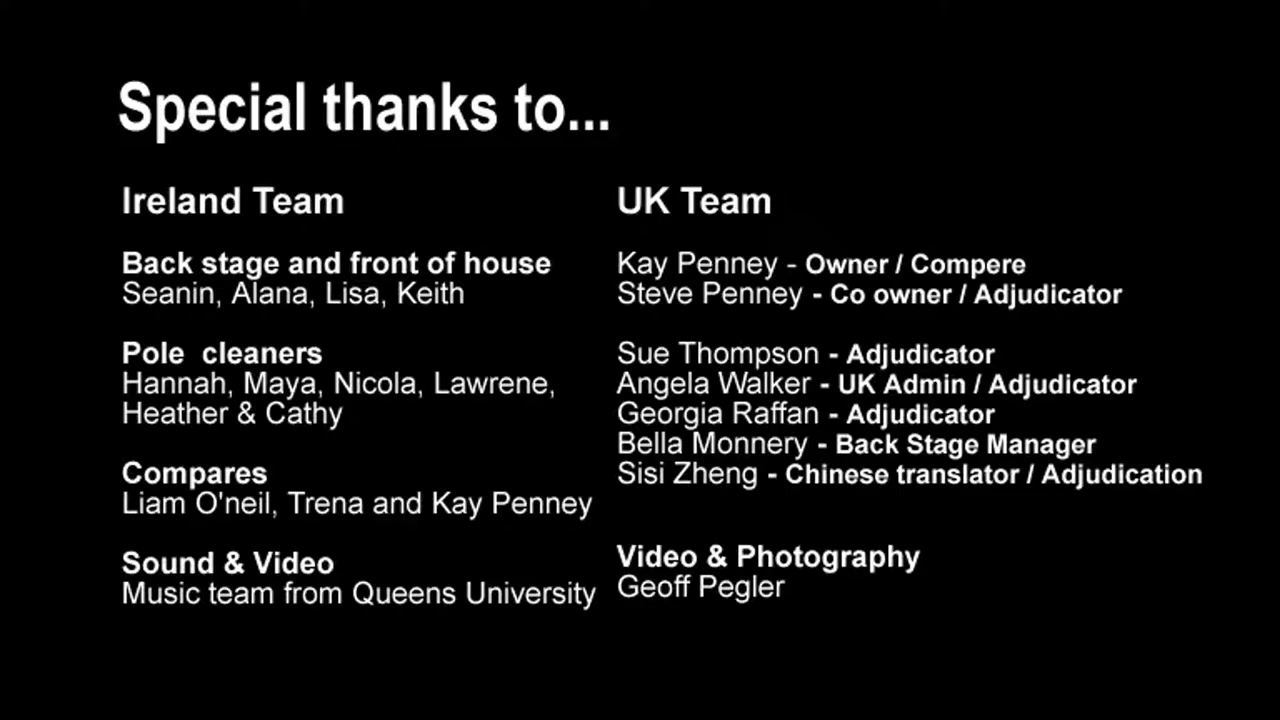 Special thanks to...
Ireland Team
Back stage and front of house
Seanin, Alana, Lisa, Keith
Pole cleaners
Hannah, Maya, Nicola, Lawrene,
Heather & Cathy
Compares
Liam O'neil, Trena and Kay Penney
Sound & Video
Music team from Queens University
UK Team
Kay Penney - Owner / Compere
Steve Penney - Co owner / Adjudicator
Sue Thompson - Adjudicator
Angela Walker - UK Admin / Adjudicator
Georgia Raffan - Adjudicator
Bella Monnery - Back Stage Manager
Sisi Zheng - Chinese translator / Adjudication
Video & Photography
Geoff Pegler